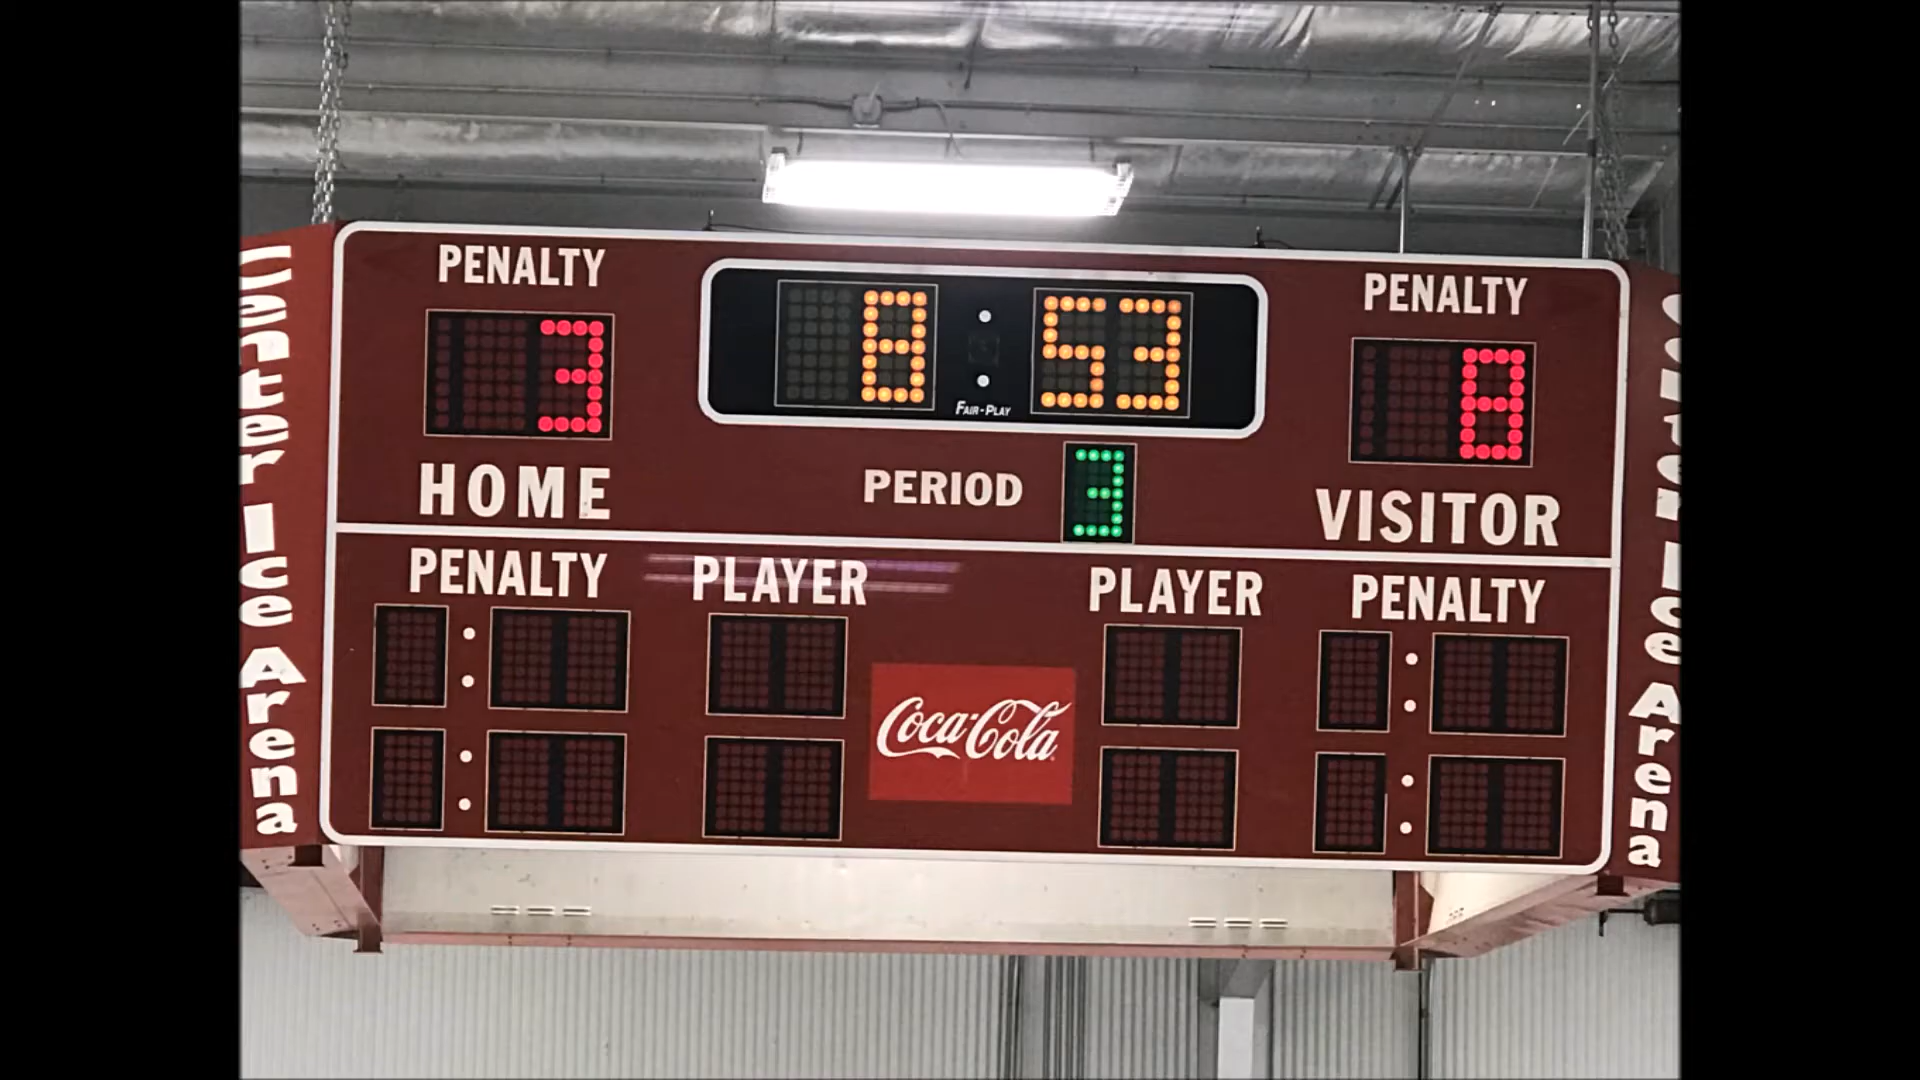 PENALTY
PENALTY
8 : 53
3
8
FAIR-PLAY
HOME
PERIOD 3
VISITOR
PENALTY
PLAYER
PLAYER
PENALTY
Coca-Cola
Center Ice Arena
Center Ice Arena